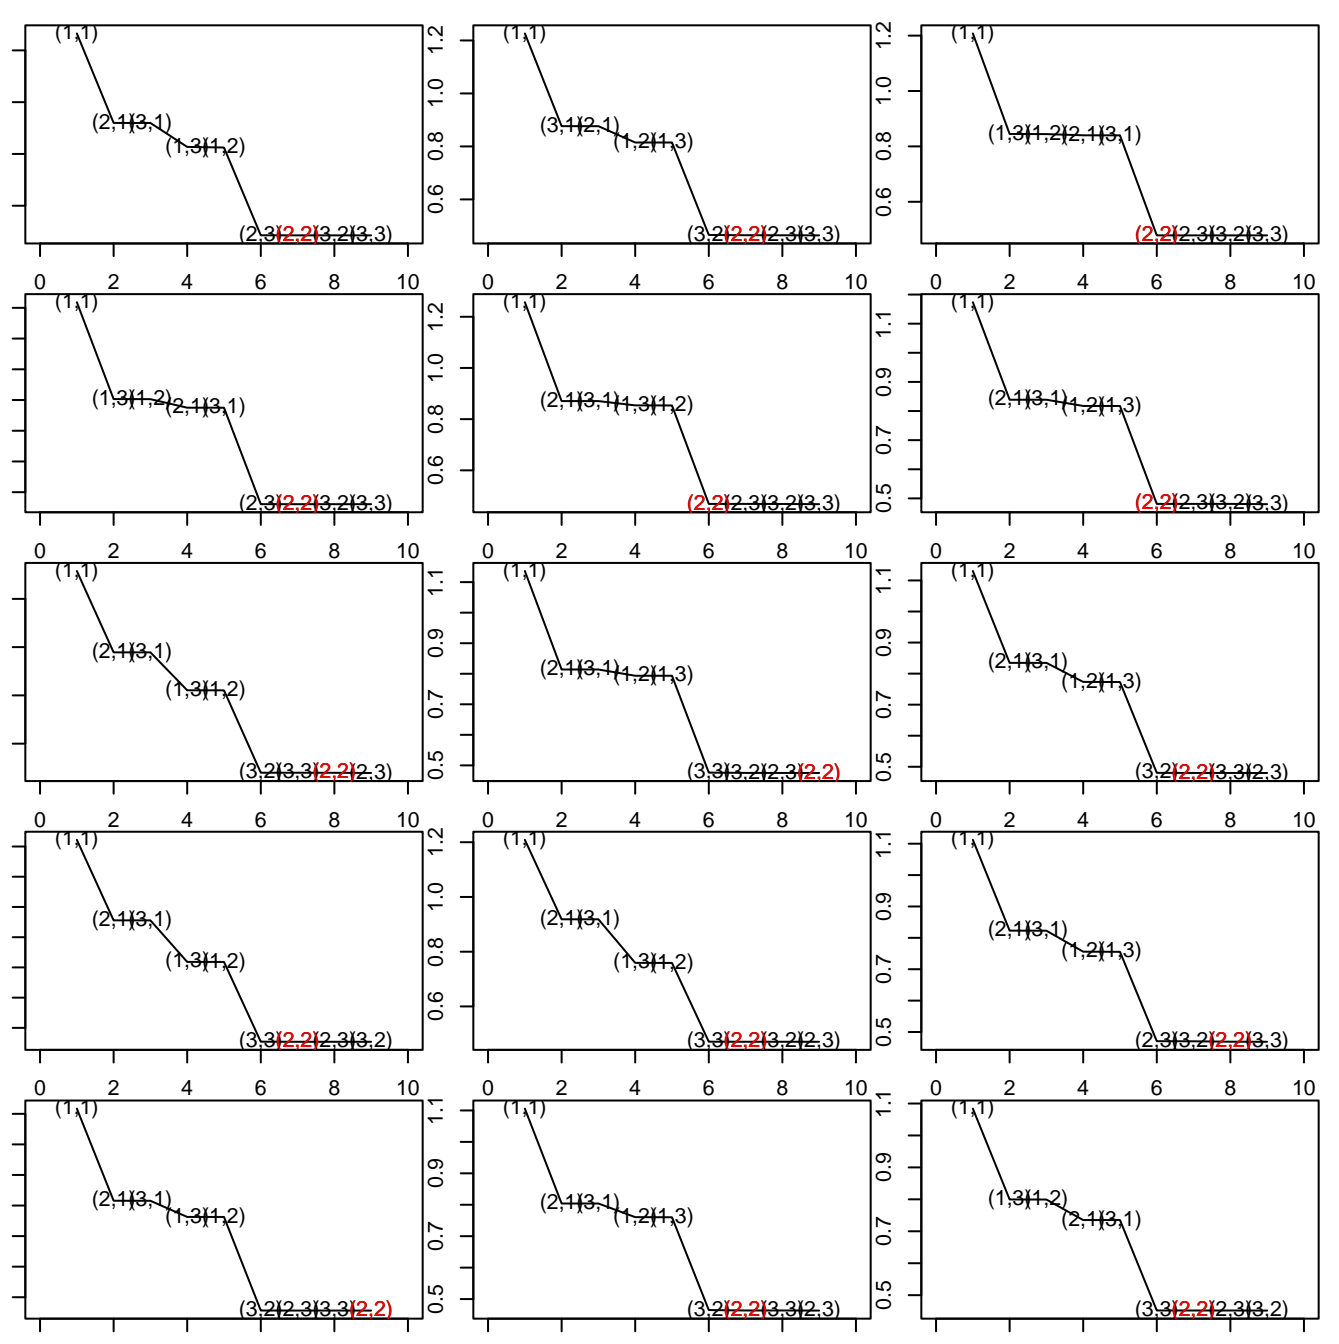 (1,1) (1,1) (1,1)
1.2 1.2
1.0 1.0
(2,1) (3,1) (3,1) (2,1) (1,3) (1,2) (2,1) (3,1)
(1,3) (1,2) 0.8 (1,2) (1,3) 0.8
0.6 0.6
(2,3) (2,2) (3,2) (3,3) (3,2) (2,2) (2,3) (3,3) (2,2) (2,3) (3,2) (3,3)
0 2 4 6 8 10 0 2 4 6 8 10 0 2 4 6 8 10
(1,1) (1,1) (1,1)
1.2 1.1
1.0 0.9
(1,3) (1,2) (2,1) (3,1) (2,1) (3,1) (1,3) (1,2) (2,1) (3,1) (1,2) (1,3)
0.8 0.7
0.6 0.5
(2,3) (2,2) (3,2) (3,3) (2,2) (2,3) (3,2) (3,3) (2,2) (2,3) (3,2) (3,3)
0 2 4 6 8 10 0 2 4 6 8 10 0 2 4 6 8 10
(1,1) (1,1) (1,1)
1.1 1.1
0.9 0.9
(2,1) (3,1) (2,1) (3,1) (1,2) (1,3) (2,1) (3,1)
(1,3) (1,2) 0.7 (1,2) (1,3) 0.7
0.5 0.5
(3,2) (3,3) (2,2) (2,3) (3,3) (3,2) (2,3) (2,2) (3,2) (2,2) (3,3) (2,3)
0 2 4 6 8 10 0 2 4 6 8 10 0 2 4 6 8 10
(1,1) (1,1) (1,1)
1.2 1.1
1.0 0.9
(2,1) (3,1) (2,1) (3,1) (2,1) (3,1)
(1,3) (1,2) 0.8 (1,3) (1,2) 0.7 (1,2) (1,3)
0.6 0.5
(3,3) (2,2) (2,3) (3,2) (3,3) (2,2) (3,2) (2,3) (2,3) (3,2) (2,2) (3,3)
0 2 4 6 8 10 0 2 4 6 8 10 0 2 4 6 8 10
(1,1) (1,1) (1,1)
1.1 1.1
0.9 0.9
(2,1) (3,1) (2,1) (3,1) (1,3) (1,2)
(1,3) (1,2) 0.7 (1,2) (1,3) 0.7 (2,1) (3,1)
0.5 0.5
(3,2) (2,3) (3,3) (2,2) (3,2) (2,2) (3,3) (2,3) (3,3) (2,2) (2,3) (3,2)